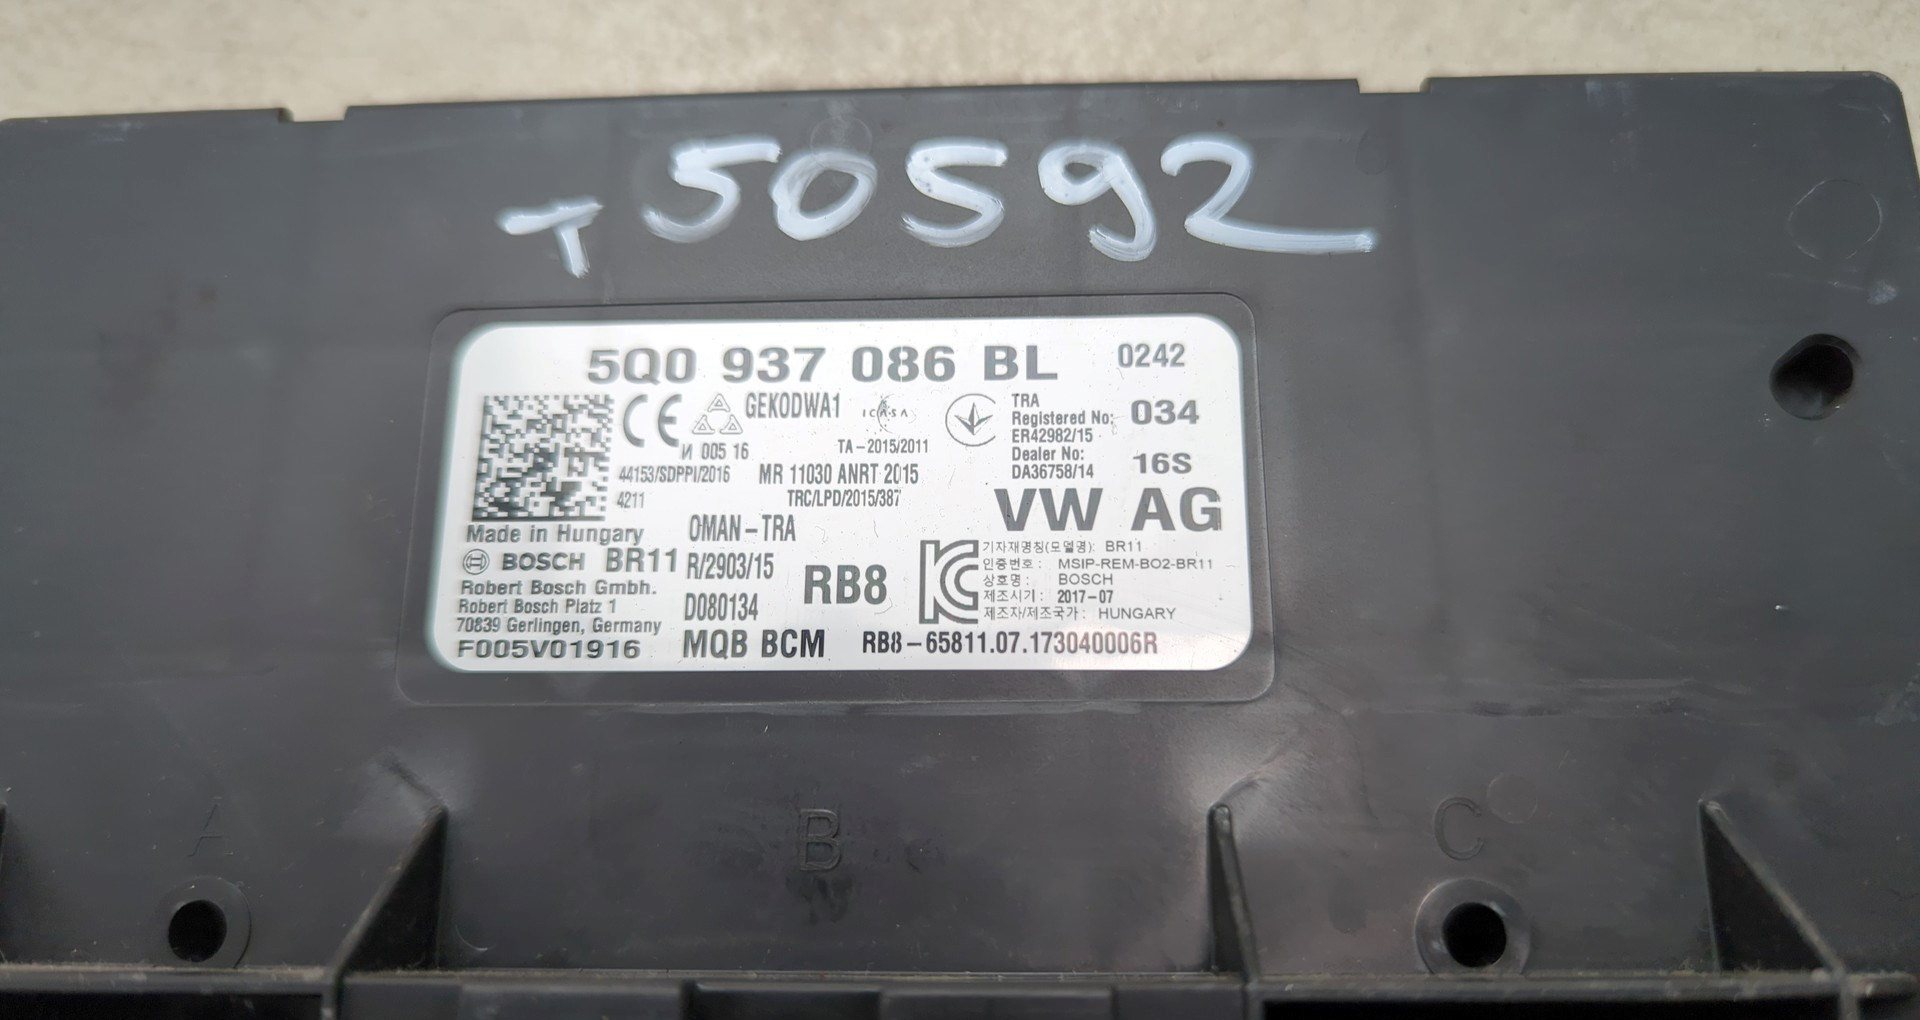 T 50592
5Q0 937 086 BL 0242
CE GEK0DWA1 ICASA TRA
Registered No: 034
ER42982/15
И 005 16 TA-2015/2011 Dealer No:
44153/SDPPI/2016 MR 11030 ANRT 2015 DA36758/14 16S
4211 TRC/LPD/2015/387 VW AG
Made in Hungary OMAN-TRA
BOSCH BR11 R/2903/15 RB8
Robert Bosch Gmbh.
Robert Bosch Platz 1 D080134
70839 Gerlingen, Germany
F005V01916 MQB BCM RB8-65811.07.173040006R
KC 기자재명칭(모델명): BR11
인증번호: MSIP-REM-BO2-BR11
상호명: BOSCH
제조시기: 2017-07
제조자/제조국가: HUNGARY
A B C